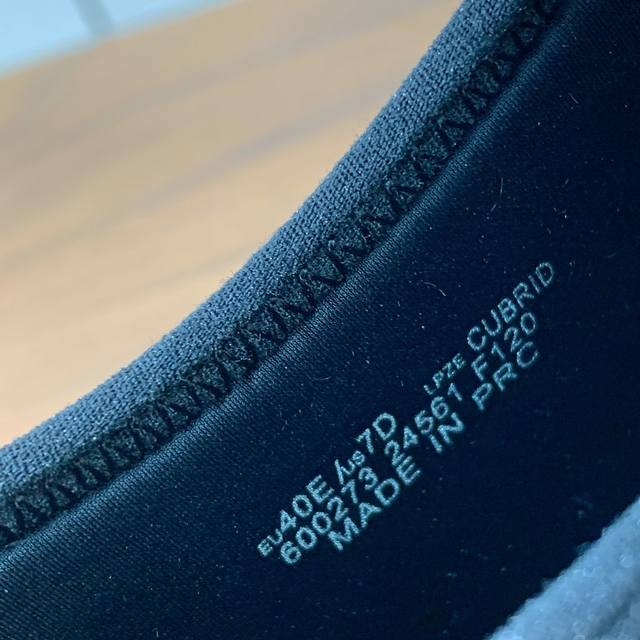 EU40E/US7D LPZE CUBRID
600273 24561 F120
MADE IN PRC